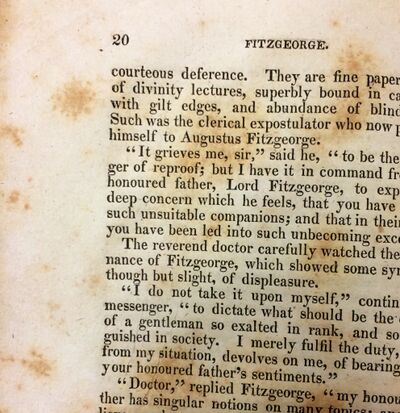 20 FITZGEORGE.
courteous deference. They are fine paper
of divinity lectures, superbly bound in
with gilt edges, and abundance of blind
Such was the clerical expostulator who now
himself to Augustus Fitzgeorge.
"It grieves me, sir," said he, "to be the
ger of reproof; but I have it in command
honoured father, Lord Fitzgeorge, to
deep concern which he feels, that you have
such unsuitable companions; and that in their
you have been led into such unbecoming
The reverend doctor carefully watched the
nance of Fitzgeorge, which showed some
though but slight, of displeasure.
"I do not take it upon myself," contin
messenger, "to dictate what should be the
of a gentleman so exalted in rank, and so
guished in society. I merely fulfil the duty,
from my situation, devolves on me, of bearing
your honoured father's sentiments."
"Doctor," replied Fitzgeorge, "my honou
ther has singular notions on many topics;